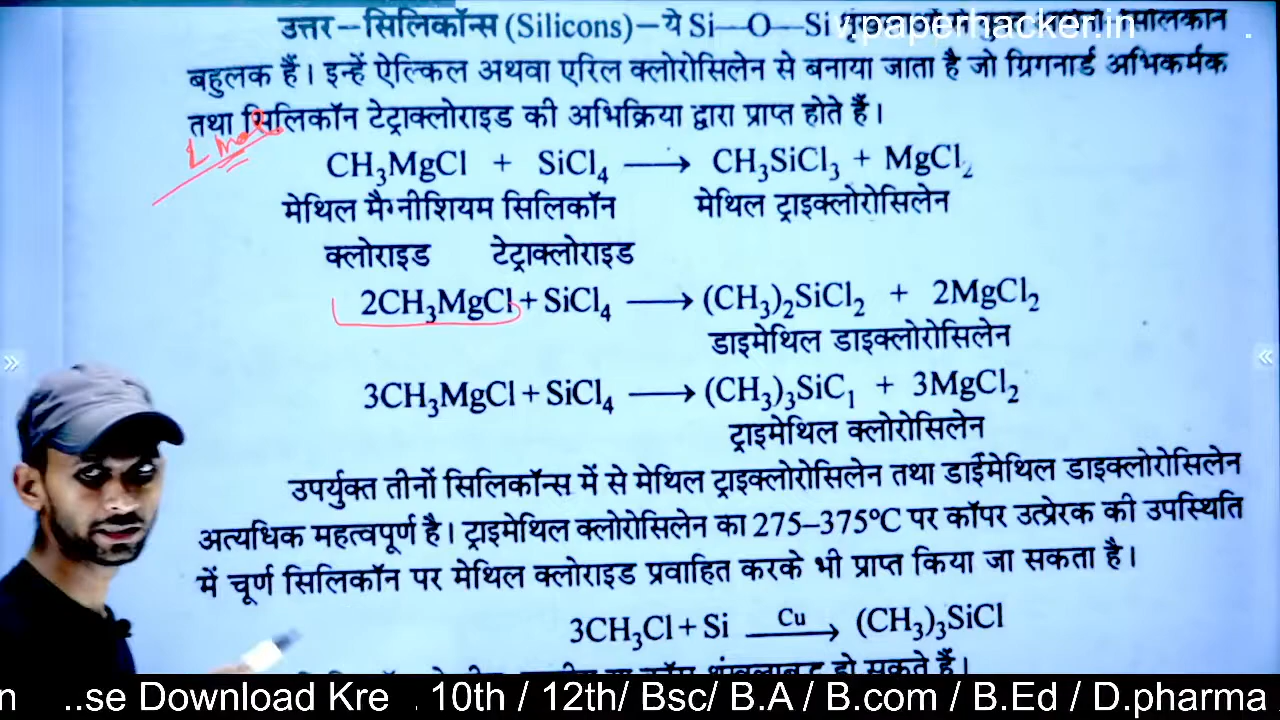 उत्तर–सिलिकॉन्स (Silicons)–ये Si—O—Si
v.paperhacker.in
बहुलक हैं। इन्हें ऐल्किल अथवा एरिल क्लोरोसिलेन से बनाया जाता है जो ग्रिगनार्ड अभिकर्मक
तथा सिलिकॉन टेट्राक्लोराइड की अभिक्रिया द्वारा प्राप्त होते हैं।
CH₃MgCl + SiCl₄ ⟶ CH₃SiCl₃ + MgCl₂
मेथिल मैग्नीशियम सिलिकॉन मेथिल ट्राइक्लोरोसिलेन
क्लोराइड टेट्राक्लोराइड
2CH₃MgCl + SiCl₄ ⟶ (CH₃)₂SiCl₂ + 2MgCl₂
डाइमेथिल डाइक्लोरोसिलेन
3CH₃MgCl + SiCl₄ ⟶ (CH₃)₃SiC₁ + 3MgCl₂
ट्राइमेथिल क्लोरोसिलेन
उपर्युक्त तीनों सिलिकॉन्स में से मेथिल ट्राइक्लोरोसिलेन तथा डाईमेथिल डाइक्लोरोसिलेन
अत्यधिक महत्वपूर्ण है। ट्राइमेथिल क्लोरोसिलेन का 275–375°C पर कॉपर उत्प्रेरक की उपस्थिति
में चूर्ण सिलिकॉन पर मेथिल क्लोराइड प्रवाहित करके भी प्राप्त किया जा सकता है।
Cu
3CH₃Cl + Si ⟶ (CH₃)₃SiCl
हो सकते हैं।
n ..se Download Kre . 10th / 12th/ Bsc/ B.A / B.com / B.Ed / D.pharma